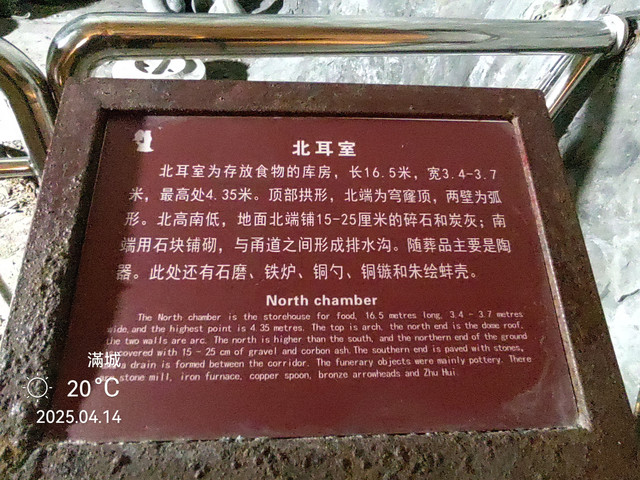 北耳室
北耳室为存放食物的库房，长16.5米，宽3.4-3.7
米，最高处4.35米。顶部拱形，北端为穹窿顶，两壁为弧
形。北高南低，地面北端铺15-25厘米的碎石和炭灰；南
端用石块铺砌，与甬道之间形成排水沟。随葬品主要是陶
器。此处还有石磨、铁炉、铜勺、铜镞和朱绘蚌壳。
North chamber
The North chamber is the storehouse for food, 16.5 metres long, 3.4 - 3.7 metres
wide, and the highest point is 4.35 metres. The top is arch, the north end is the dome roof,
the two walls are arc. The north is higher than the south, and the northern end of the ground
covered with 15 - 25 cm of gravel and carbon ash. The southern end is paved with stones,
a drain is formed between the corridor. The funerary objects were mainly pottery. There
stone mill, iron furnace, copper spoon, bronze arrowheads and Zhu Hui.
滿城
20°C
2025.04.14